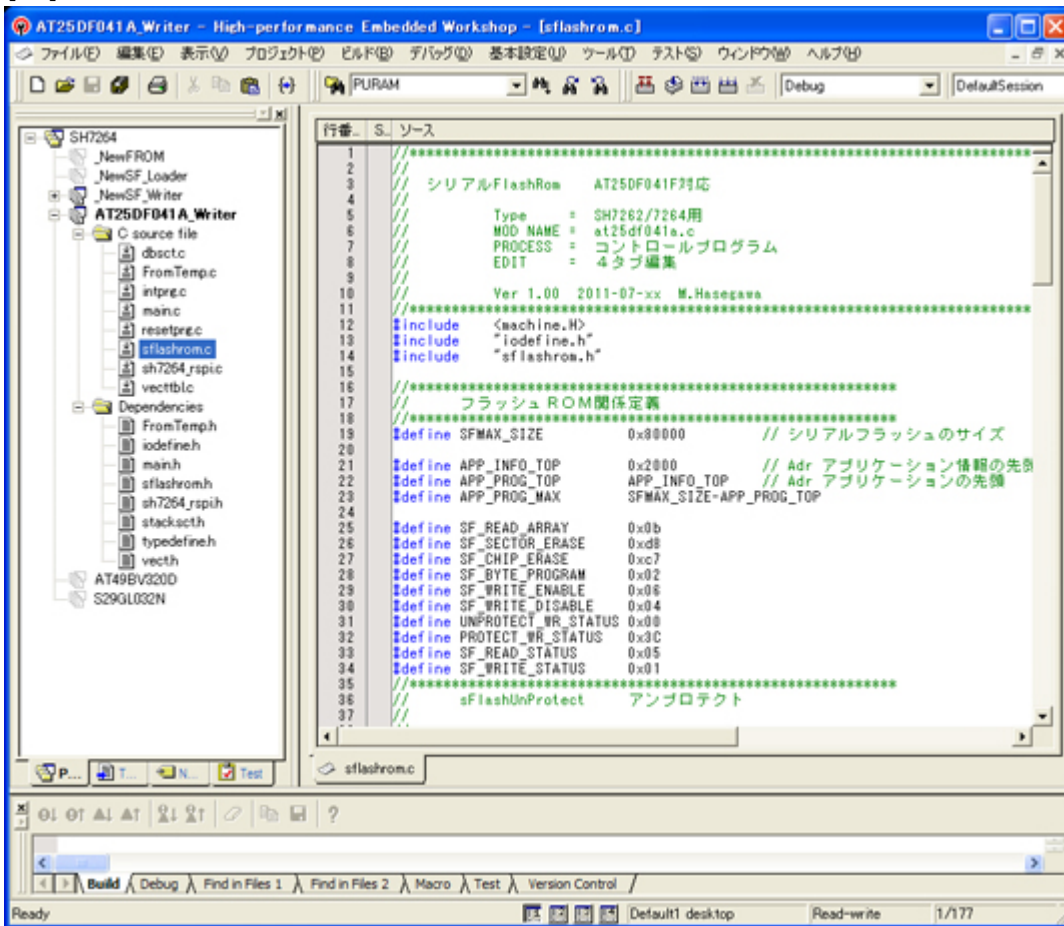 AT25DF041A_Writer - High-performance Embedded Workshop - [sflashrom.c]
ファイル(F) 編集(E) 表示(V) プロジェクト(P) ビルド(B) デバッグ(D) 基本設定(U) ツール(T) テスト(S) ウィンドウ(W) ヘルプ(H)
PURAM Debug DefaultSession
SH7264
_NewFROM
_NewSF_Loader
_NewSF_Writer
AT25DF041A_Writer
C source file
dbsct.c
FromTemp.c
intprg.c
main.c
resetprg.c
sflashrom.c
sh7264_rspi.c
vecttbl.c
Dependencies
FromTemp.h
iodefine.h
main.h
sflashrom.h
sh7264_rspi.h
stacksct.h
typedefine.h
vect.h
AT49BV320D
S29GL032N
P... T... N... Test
行番... S... ソース
1 //***************************************************************************
2 //
3 // シリアルFlashRom AT25DF041F対応
4 //
5 // Type = SH7262/7264用
6 // MOD NAME = at25df041a.c
7 // PROCESS = コントロールプログラム
8 // EDIT = 4タブ編集
9 //
10 // Ver 1.00 2011-07-xx M.Hasegawa
11 //***************************************************************************
12 #include <machine.H>
13 #include "iodefine.h"
14 #include "sflashrom.h"
15
16 //**********************************************************
17 // フラッシュROM関係定義
18 //**********************************************************
19 #define SFMAX_SIZE 0x80000 // シリアルフラッシュのサイズ
20
21 #define APP_INFO_TOP 0x2000 // Adr アプリケーション情報の先頭
22 #define APP_PROG_TOP APP_INFO_TOP // Adr アプリケーションの先頭
23 #define APP_PROG_MAX SFMAX_SIZE-APP_PROG_TOP
24
25 #define SF_READ_ARRAY 0x0b
26 #define SF_SECTOR_ERASE 0xd8
27 #define SF_CHIP_ERASE 0xc7
28 #define SF_BYTE_PROGRAM 0x02
29 #define SF_WRITE_ENABLE 0x06
30 #define SF_WRITE_DISABLE 0x04
31 #define UNPROTECT_WR_STATUS 0x00
32 #define PROTECT_WR_STATUS 0x3C
33 #define SF_READ_STATUS 0x05
34 #define SF_WRITE_STATUS 0x01
35 //**********************************************************
36 // sFlashUnProtect アンプロテクト
37 //
sflashrom.c
Build Debug Find in Files 1 Find in Files 2 Macro Test Version Control
Ready Default1 desktop Read-write 1/177